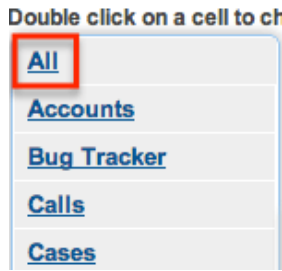 Double click on a cell to ch
All
Accounts
Bug Tracker
Calls
Cases